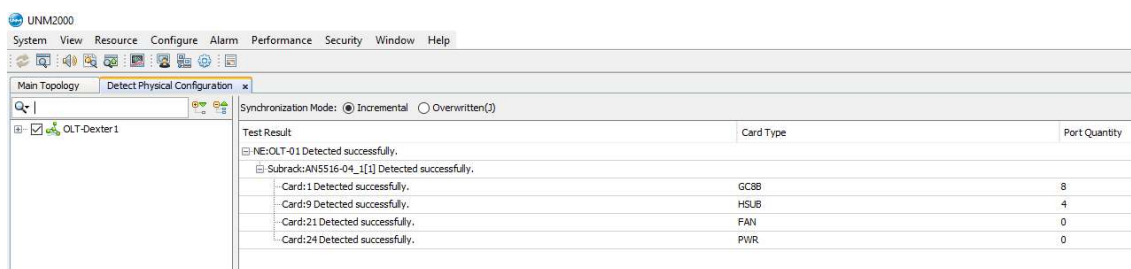 UNM2000
System View Resource Configure Alarm Performance Security Window Help
Main Topology Detect Physical Configuration x
Synchronization Mode: Incremental Overwritten(J)
OLT-Dexter1
Test Result Card Type Port Quantity
NE:OLT-01 Detected successfully.
Subrack:AN5516-04_1[1] Detected successfully.
Card:1 Detected successfully. GC8B 8
Card:9 Detected successfully. HSUB 4
Card:21 Detected successfully. FAN 0
Card:24 Detected successfully. PWR 0